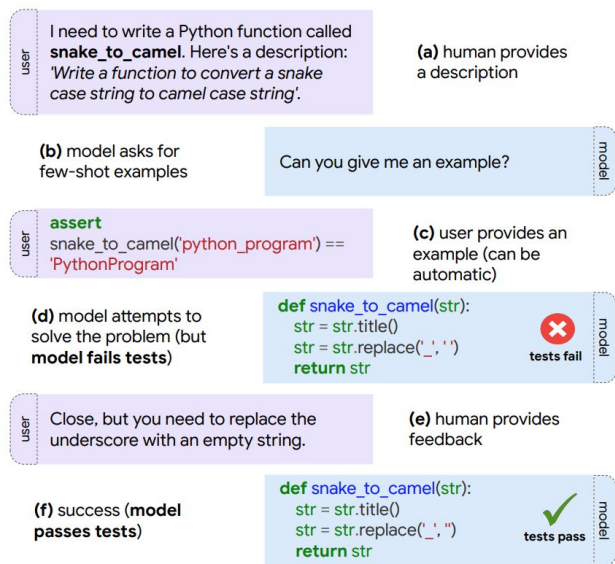 user
I need to write a Python function called
snake_to_camel. Here's a description:
'Write a function to convert a snake
case string to camel case string'.
(a) human provides
a description
(b) model asks for
few-shot examples
Can you give me an example?
model
user
assert
snake_to_camel('python_program') ==
'PythonProgram'
(c) user provides an
example (can be
automatic)
(d) model attempts to
solve the problem (but
model fails tests)
def snake_to_camel(str):
str = str.title()
str = str.replace('_', ' ')
return str
tests fail
model
user
Close, but you need to replace the
underscore with an empty string.
(e) human provides
feedback
(f) success (model
passes tests)
def snake_to_camel(str):
str = str.title()
str = str.replace('_', '')
return str
tests pass
model